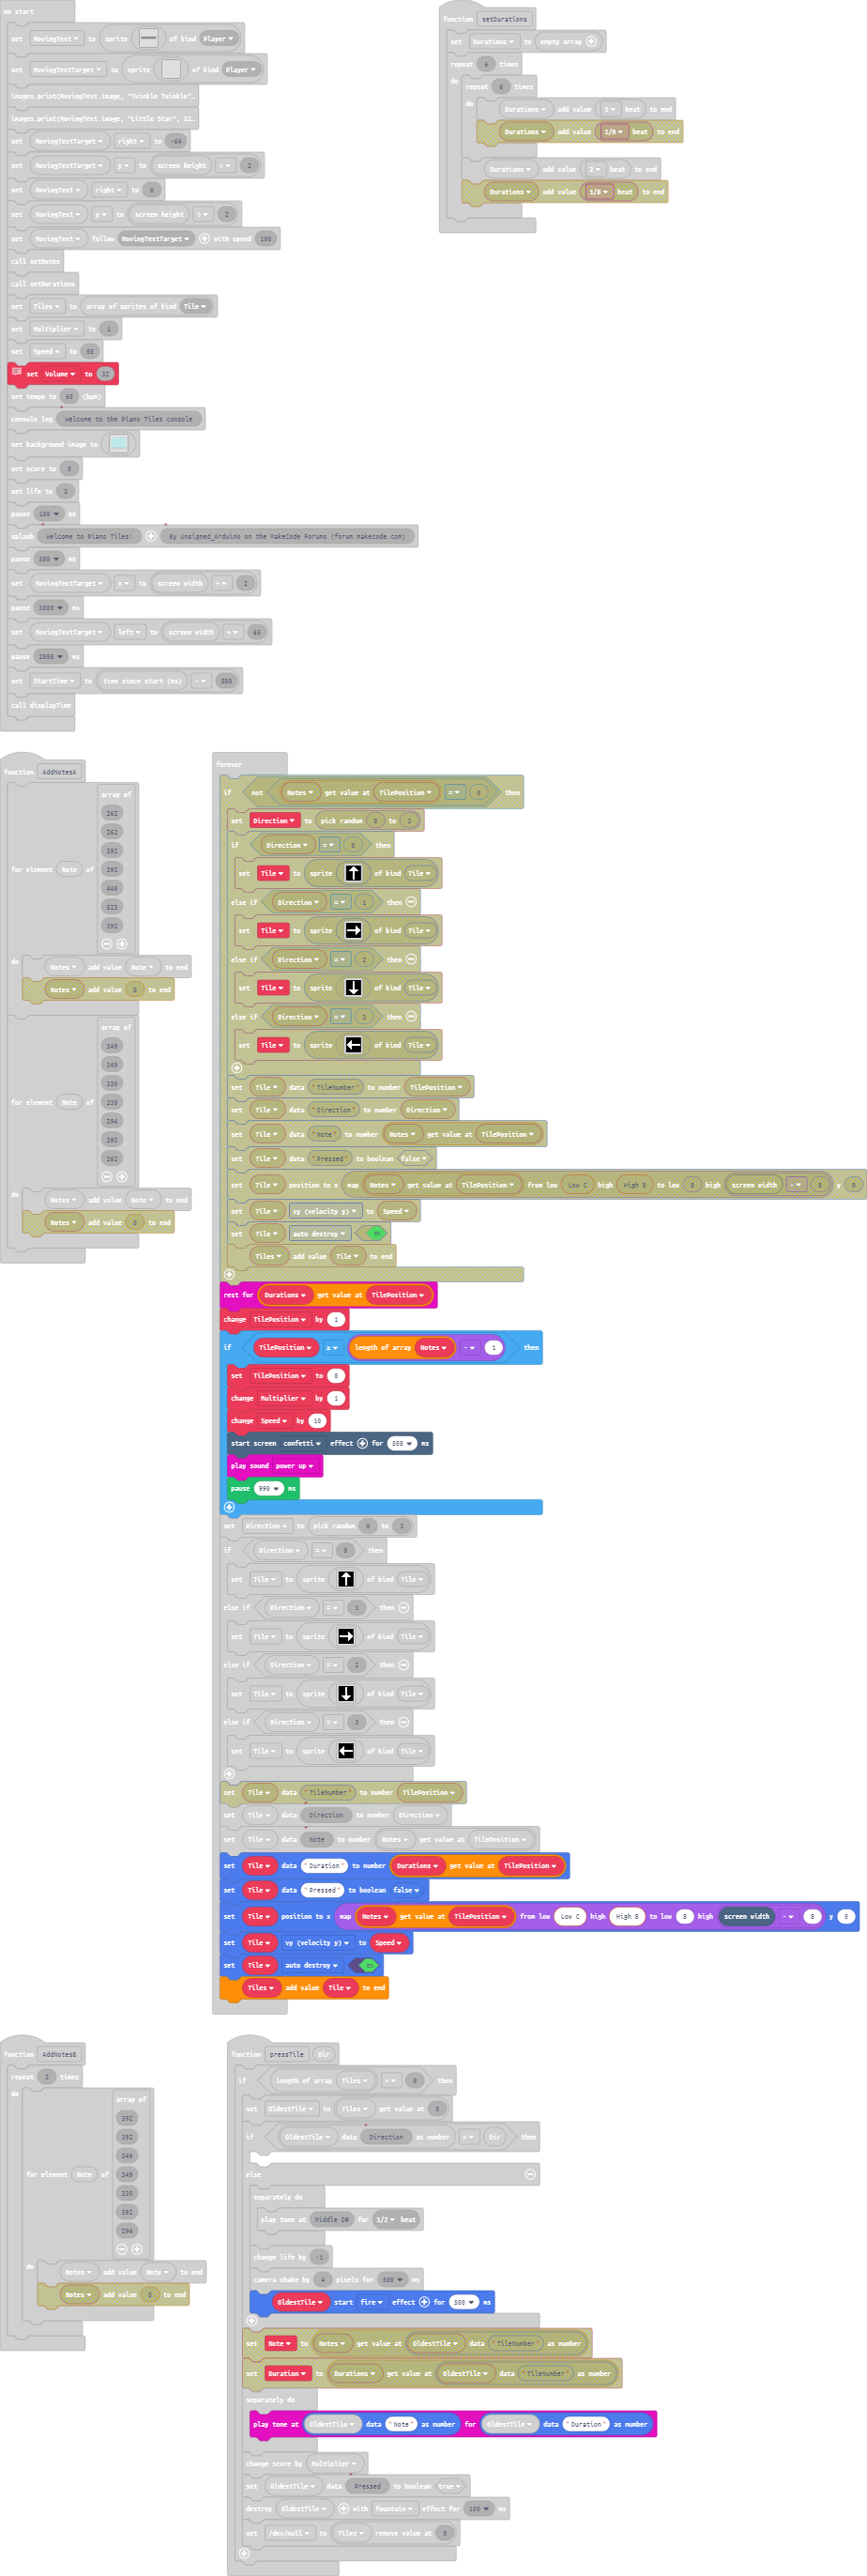 on start
set MovingText to sprite of kind Player
set MovingTextTarget to sprite of kind Player
images.print(MovingText.image, "Twinkle Twinkle"…
images.print(MovingText.image, "Little Star", 12…
set MovingTextTarget right to -64
set MovingTextTarget y to screen height ÷ 2
set MovingText right to 0
set MovingText y to screen height ÷ 2
set MovingText follow MovingTextTarget with speed 100
call setNotes
call setDurations
set Tiles to array of sprites of kind Tile
set Multiplier to 1
set Speed to 50
set Volume to 32
set tempo to 60 (bpm)
console log "Welcome to the Piano Tiles console
set background image to
set score to 0
set life to 3
pause 100 ms
splash "Welcome to Piano Tiles! "By Unsigned_Arduino on the MakeCode Forums (forum.makecode.com)
pause 800 ms
set MovingTextTarget x to screen width ÷ 2
pause 3000 ms
set MovingTextTarget left to screen width + 65
pause 2000 ms
set StartTime to time since start (ms) - 800
call displayTime
function setDurations
set Durations to empty array
repeat 6 times
do repeat 6 times
do Durations add value 1 beat to end
Durations add value 1/8 beat to end
Durations add value 2 beat to end
Durations add value 1/8 beat to end
function AddNotesA
array of
262
262
392
392
440
523
392
for element Note of
do Notes add value Note to end
Notes add value 0 to end
array of
349
349
330
330
294
392
262
for element Note of
do Notes add value Note to end
Notes add value 0 to end
forever
if not Notes get value at TilePosition = 0 then
set Direction to pick random 0 to 3
if Direction = 0 then
set Tile to sprite of kind Tile
else if Direction = 1 then
set Tile to sprite of kind Tile
else if Direction = 2 then
set Tile to sprite of kind Tile
else if Direction = 3 then
set Tile to sprite of kind Tile
set Tile data "TileNumber" to number TilePosition
set Tile data "Direction" to number Direction
set Tile data "Note" to number Notes get value at TilePosition
set Tile data "Pressed" to boolean false
set Tile position to x map Notes get value at TilePosition from low Low C high High B to low 8 high screen width - 8 y 0
set Tile vy (velocity y) to Speed
set Tile auto destroy ON
Tiles add value Tile to end
rest for Durations get value at TilePosition
change TilePosition by 1
if TilePosition ≥ length of array Notes - 1 then
set TilePosition to 0
change Multiplier by 1
change Speed by 10
start screen confetti effect for 500 ms
play sound power up
pause 990 ms
set Direction to pick random 0 to 3
if Direction = 0 then
set Tile to sprite of kind Tile
else if Direction = 1 then
set Tile to sprite of kind Tile
else if Direction = 2 then
set Tile to sprite of kind Tile
else if Direction = 3 then
set Tile to sprite of kind Tile
set Tile data "TileNumber" to number TilePosition
set Tile data "Direction to number Direction
set Tile data "Note to number Notes get value at TilePosition
set Tile data "Duration" to number Durations get value at TilePosition
set Tile data "Pressed" to boolean false
set Tile position to x map Notes get value at TilePosition from low Low C high High B to low 8 high screen width - 8 y 0
set Tile vy (velocity y) to Speed
set Tile auto destroy ON
Tiles add value Tile to end
function AddNotesB
repeat 2 times
do
array of
392
392
349
349
330
392
294
for element Note of
do Notes add value Note to end
Notes add value 0 to end
function pressTile Dir
if length of array Tiles > 0 then
set OldestTile to Tiles get value at 0
if OldestTile data "Direction as number = Dir then
else
separately do
play tone at Middle D# for 1/2 beat
change life by -1
camera shake by 4 pixels for 500 ms
OldestTile start fire effect for 500 ms
set Note to Notes get value at OldestTile data "TileNumber" as number
set Duration to Durations get value at OldestTile data "TileNumber" as number
separately do
play tone at OldestTile data "Note" as number for OldestTile data "Duration" as number
change score by Multiplier
set OldestTile data "Pressed to boolean true
destroy OldestTile with fountain effect for 100 ms
set /dev/null to Tiles remove value at 0